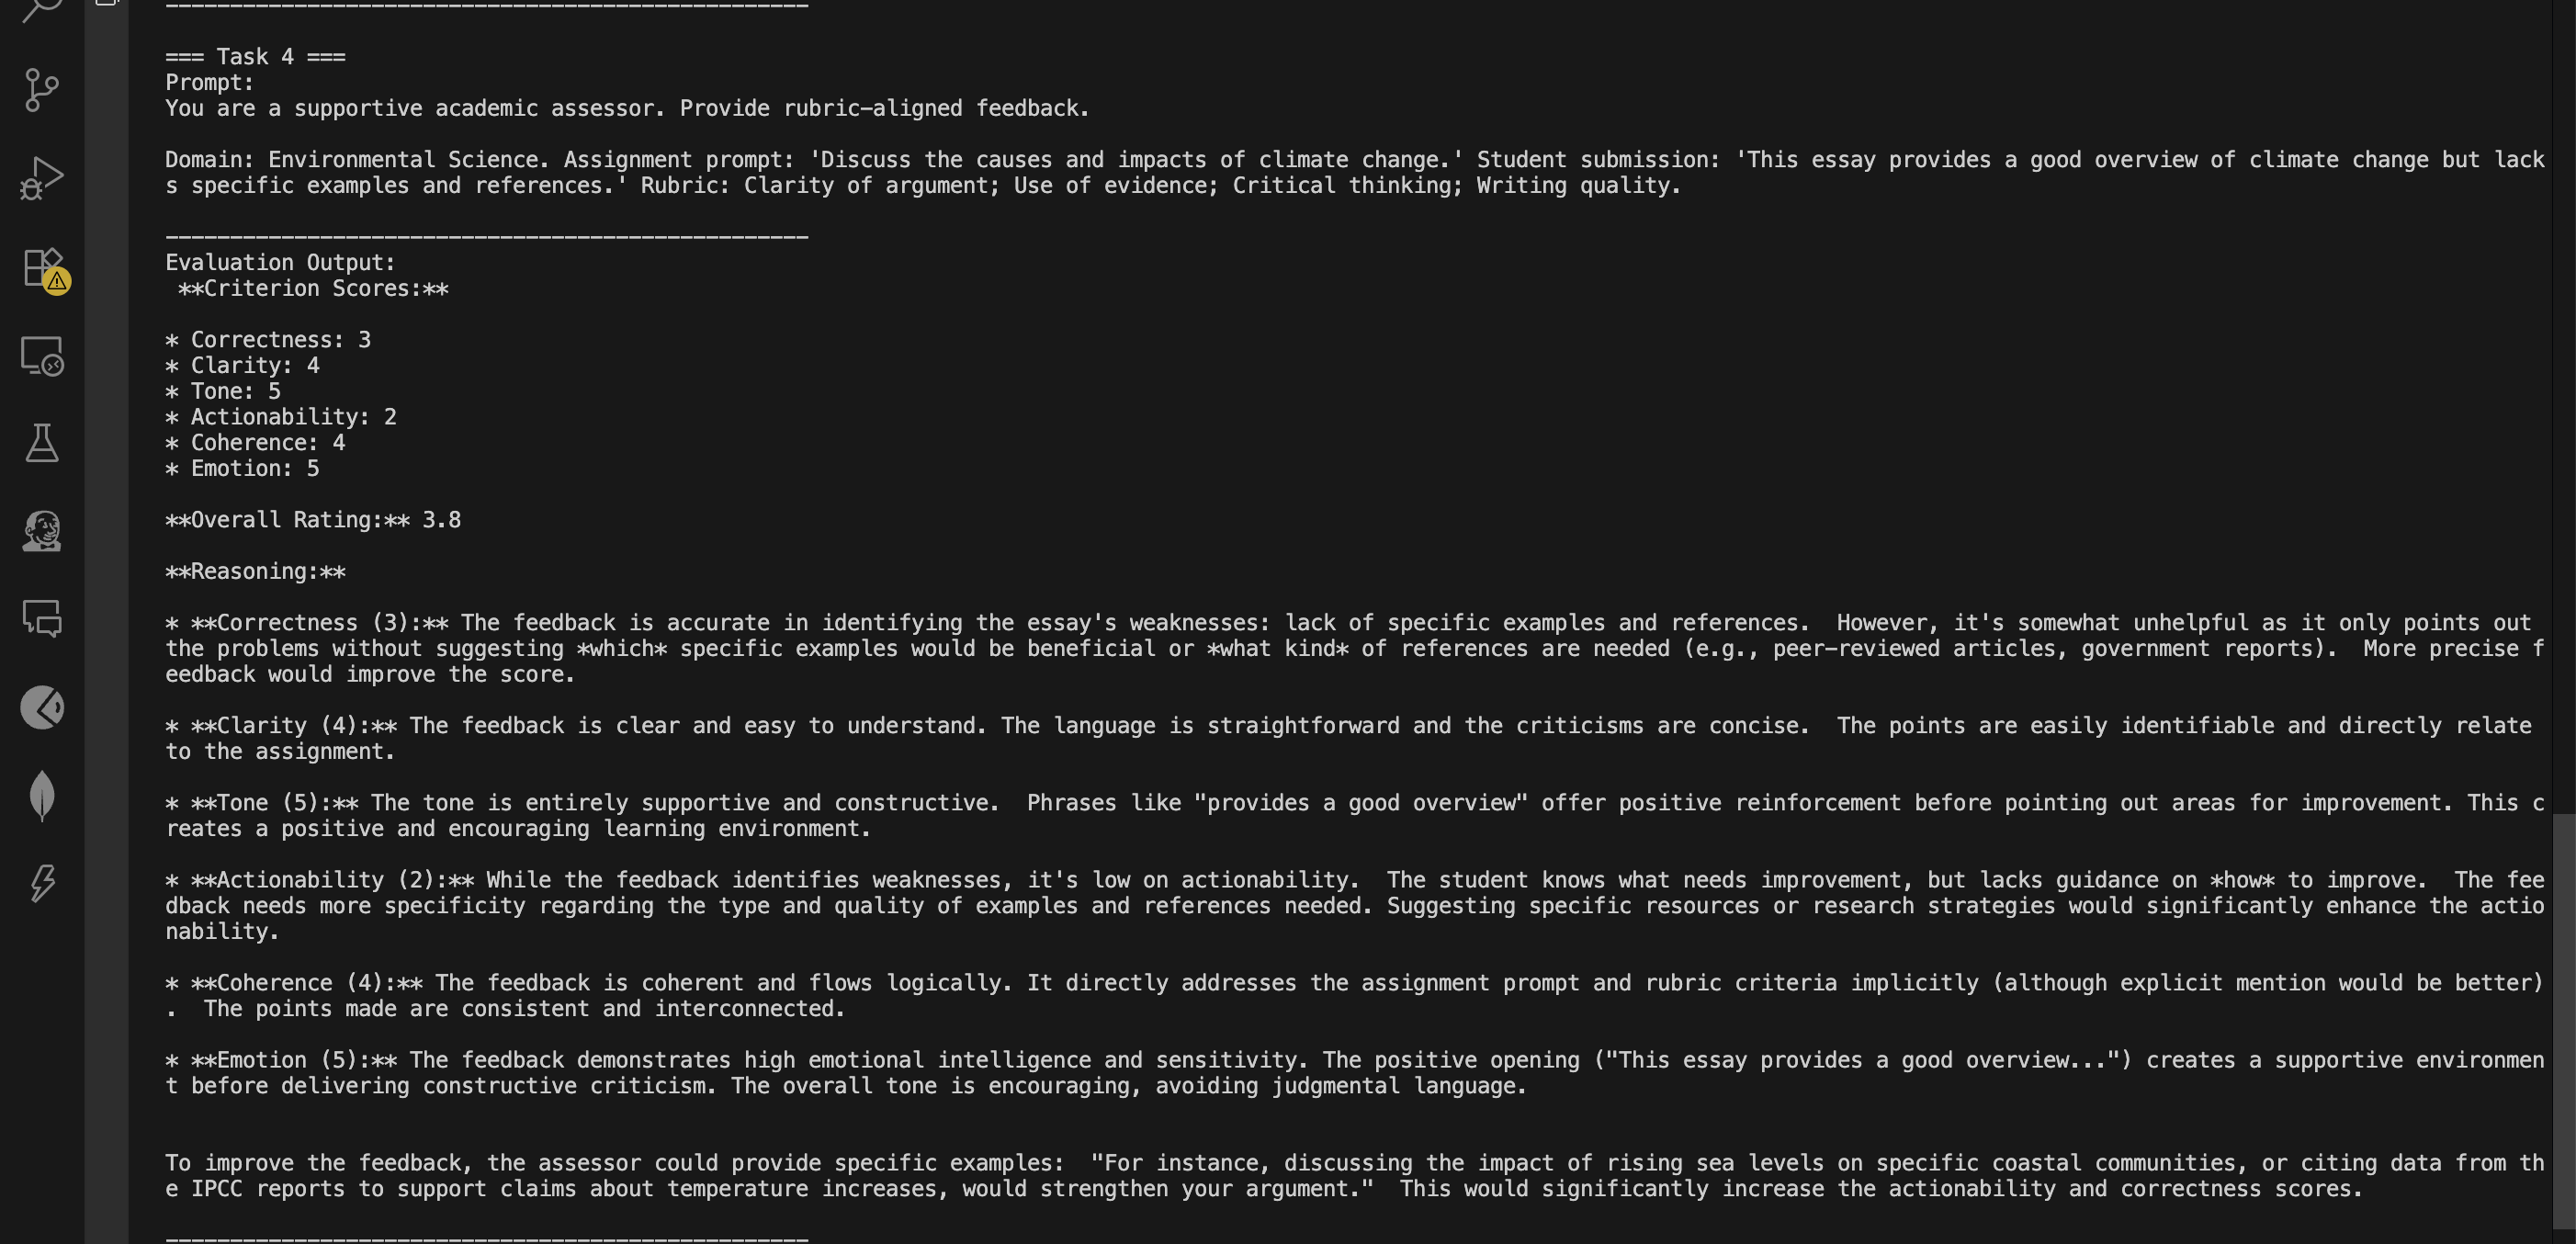 === Task 4 ===
Prompt:
You are a supportive academic assessor. Provide rubric-aligned feedback.
Domain: Environmental Science. Assignment prompt: 'Discuss the causes and impacts of climate change.' Student submission: 'This essay provides a good overview of climate change but lack
s specific examples and references.' Rubric: Clarity of argument; Use of evidence; Critical thinking; Writing quality.
--------------------------------------------------
Evaluation Output:
**Criterion Scores:**
* Correctness: 3
* Clarity: 4
* Tone: 5
* Actionability: 2
* Coherence: 4
* Emotion: 5
**Overall Rating:** 3.8
**Reasoning:**
* **Correctness (3):** The feedback is accurate in identifying the essay's weaknesses: lack of specific examples and references.  However, it's somewhat unhelpful as it only points out
the problems without suggesting *which* specific examples would be beneficial or *what kind* of references are needed (e.g., peer-reviewed articles, government reports).  More precise f
eedback would improve the score.
* **Clarity (4):** The feedback is clear and easy to understand. The language is straightforward and the criticisms are concise.  The points are easily identifiable and directly relate
to the assignment.
* **Tone (5):** The tone is entirely supportive and constructive.  Phrases like "provides a good overview" offer positive reinforcement before pointing out areas for improvement. This c
reates a positive and encouraging learning environment.
* **Actionability (2):** While the feedback identifies weaknesses, it's low on actionability.  The student knows what needs improvement, but lacks guidance on *how* to improve.  The fee
dback needs more specificity regarding the type and quality of examples and references needed. Suggesting specific resources or research strategies would significantly enhance the actio
nability.
* **Coherence (4):** The feedback is coherent and flows logically. It directly addresses the assignment prompt and rubric criteria implicitly (although explicit mention would be better)
.  The points made are consistent and interconnected.
* **Emotion (5):** The feedback demonstrates high emotional intelligence and sensitivity. The positive opening ("This essay provides a good overview...") creates a supportive environmen
t before delivering constructive criticism. The overall tone is encouraging, avoiding judgmental language.
To improve the feedback, the assessor could provide specific examples:  "For instance, discussing the impact of rising sea levels on specific coastal communities, or citing data from th
e IPCC reports to support claims about temperature increases, would strengthen your argument."  This would significantly increase the actionability and correctness scores.
--------------------------------------------------